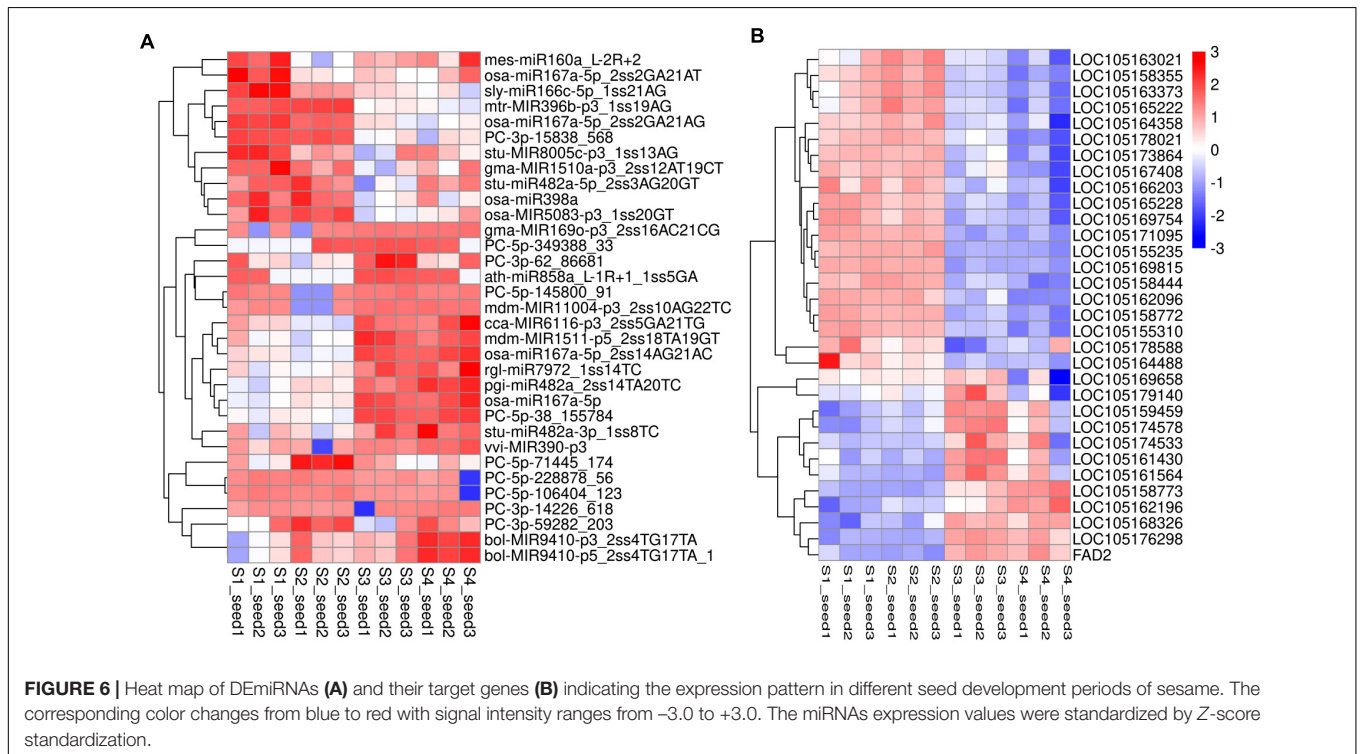 A
mes-miR160a_L-2R+2
osa-miR167a-5p_2ss2GA21AT
sly-miR166c-5p_1ss21AG
mtr-MIR396b-p3_1ss19AG
osa-miR167a-5p_2ss2GA21AG
PC-3p-15838_568
stu-MIR8005c-p3_1ss13AG
gma-MIR1510a-p3_2ss12AT19CT
stu-MIR482a-5p_2ss3AG20GT
osa-miR398a
osa-MIR5083-p3_1ss20GT
gma-MIR169o-p3_2ss16AC21CG
PC-5p-349388_33
PC-3p-62_86681
ath-miR858a_L-1R+1_1ss5GA
PC-5p-145800_91
mdm-MIR11004-p3_2ss10AG22TC
cca-MIR6116-p3_2ss5GA21TG
mdm-MIR1511-p5_2ss18TA19GT
osa-miR167a-5p_2ss14AG21AC
rgl-miR7972_1ss14TC
pgi-miR482a_2ss14TA20TC
osa-miR167a-5p
PC-5p-38_155784
stu-miR482a-3p_1ss8TC
vvi-MIR390-p3
PC-5p-71445_174
PC-5p-228878_56
PC-5p-106404_123
PC-3p-14226_618
PC-3p-59282_203
bol-MIR9410-p3_2ss4TG17TA
bol-MIR9410-p5_2ss4TG17TA_1
S1_seed1
S1_seed2
S1_seed3
S2_seed1
S2_seed2
S2_seed3
S3_seed1
S3_seed2
S3_seed3
S4_seed1
S4_seed2
S4_seed3
B
LOC105163021
LOC105158355
LOC105163373
LOC105165222
LOC105164358
LOC105178021
LOC105173864
LOC105167408
LOC105166203
LOC105165228
LOC105169754
LOC105171095
LOC105155235
LOC105169815
LOC105158444
LOC105162096
LOC105158772
LOC105155310
LOC105178588
LOC105164488
LOC105169658
LOC105179140
LOC105159459
LOC105174578
LOC105174533
LOC105161430
LOC105161564
LOC105158773
LOC105162196
LOC105168326
LOC105176298
FAD2
S1_seed1
S1_seed2
S1_seed3
S2_seed1
S2_seed2
S2_seed3
S3_seed1
S3_seed2
S3_seed3
S4_seed1
S4_seed2
S4_seed3
3
2
1
0
-1
-2
-3
FIGURE 6 | Heat map of DEmiRNAs (A) and their target genes (B) indicating the expression pattern in different seed development periods of sesame. The
corresponding color changes from blue to red with signal intensity ranges from –3.0 to +3.0. The miRNAs expression values were standardized by Z-score
standardization.